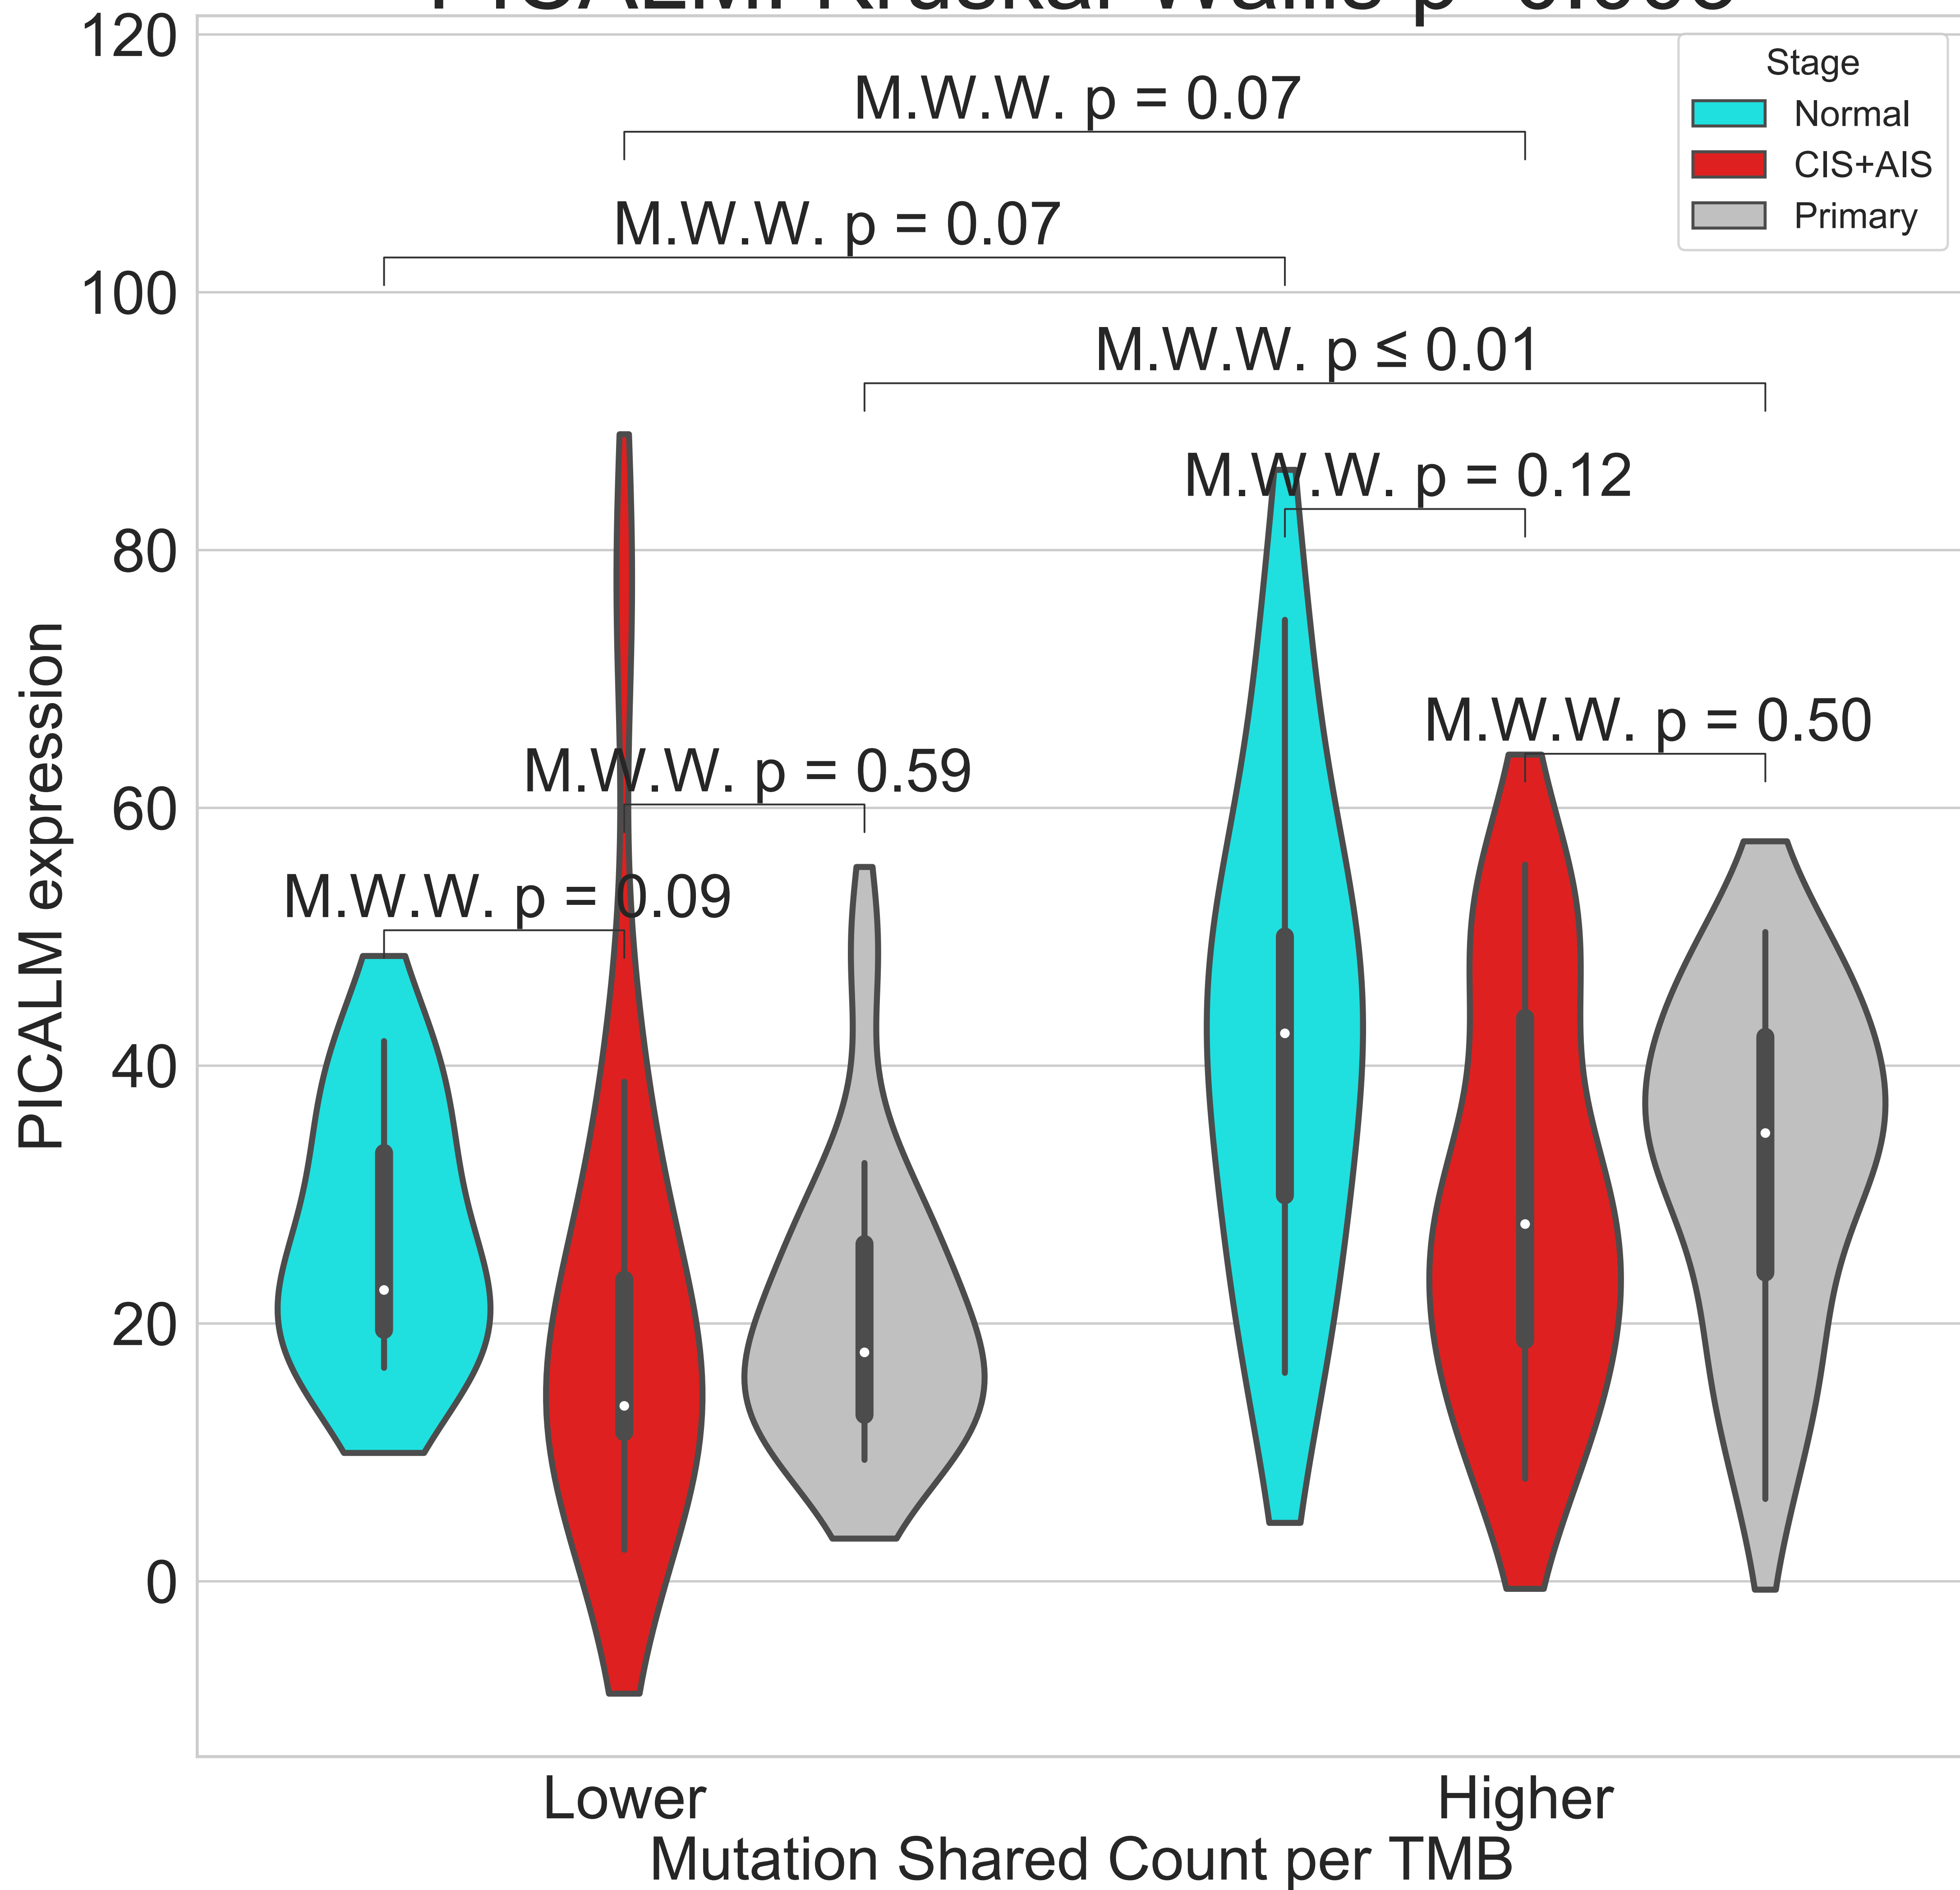 120
Stage
Normal
CIS+AIS
Primary
M.W.W. p = 0.07
M.W.W. p = 0.07
100
M.W.W. p ≤ 0.01
M.W.W. p = 0.12
80
M.W.W. p = 0.50
M.W.W. p = 0.59
60
M.W.W. p = 0.09
PICALM expression
40
20
0
Lower Higher
Mutation Shared Count per TMB